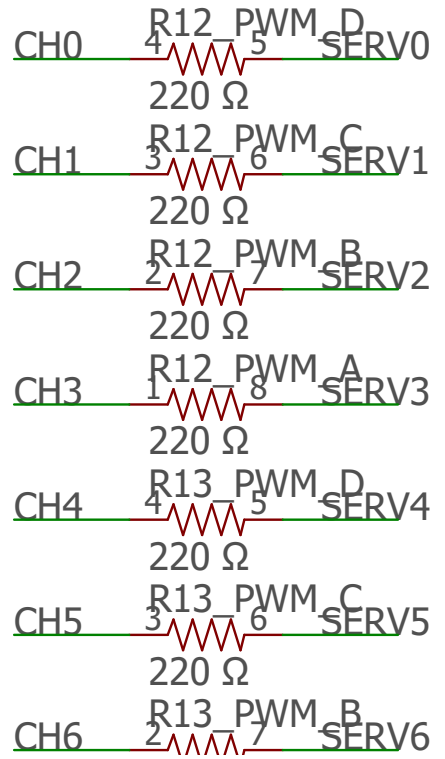 R12_PWM_D
CH0 4 5 SERV0
220 Ω
R12_PWM_C
CH1 3 6 SERV1
220 Ω
R12_PWM_B
CH2 2 7 SERV2
220 Ω
R12_PWM_A
CH3 1 8 SERV3
220 Ω
R13_PWM_D
CH4 4 5 SERV4
220 Ω
R13_PWM_C
CH5 3 6 SERV5
220 Ω
R13_PWM_B
CH6 2 7 SERV6